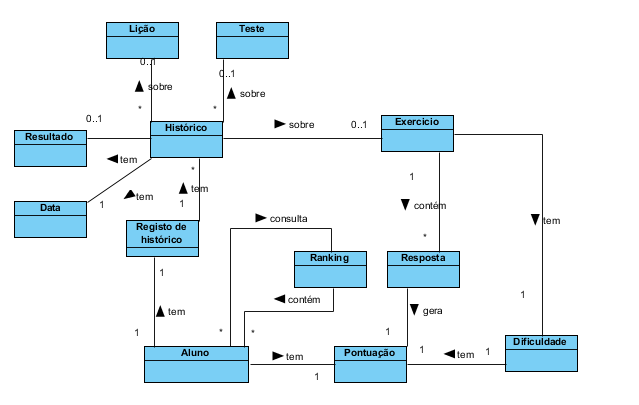 Lição
Teste
0..1
0..1
sobre
sobre
*
*
0..1
Histórico
sobre
0..1
Exercicio
Resultado
tem
*
1
tem
tem
contém
tem
Data
1
1
Registo de
histórico
consulta
*
Ranking
Resposta
1
contém
1
tem
gera
1
*
*
1
1
1
Aluno
tem
Pontuação
tem
Dificuldade
1